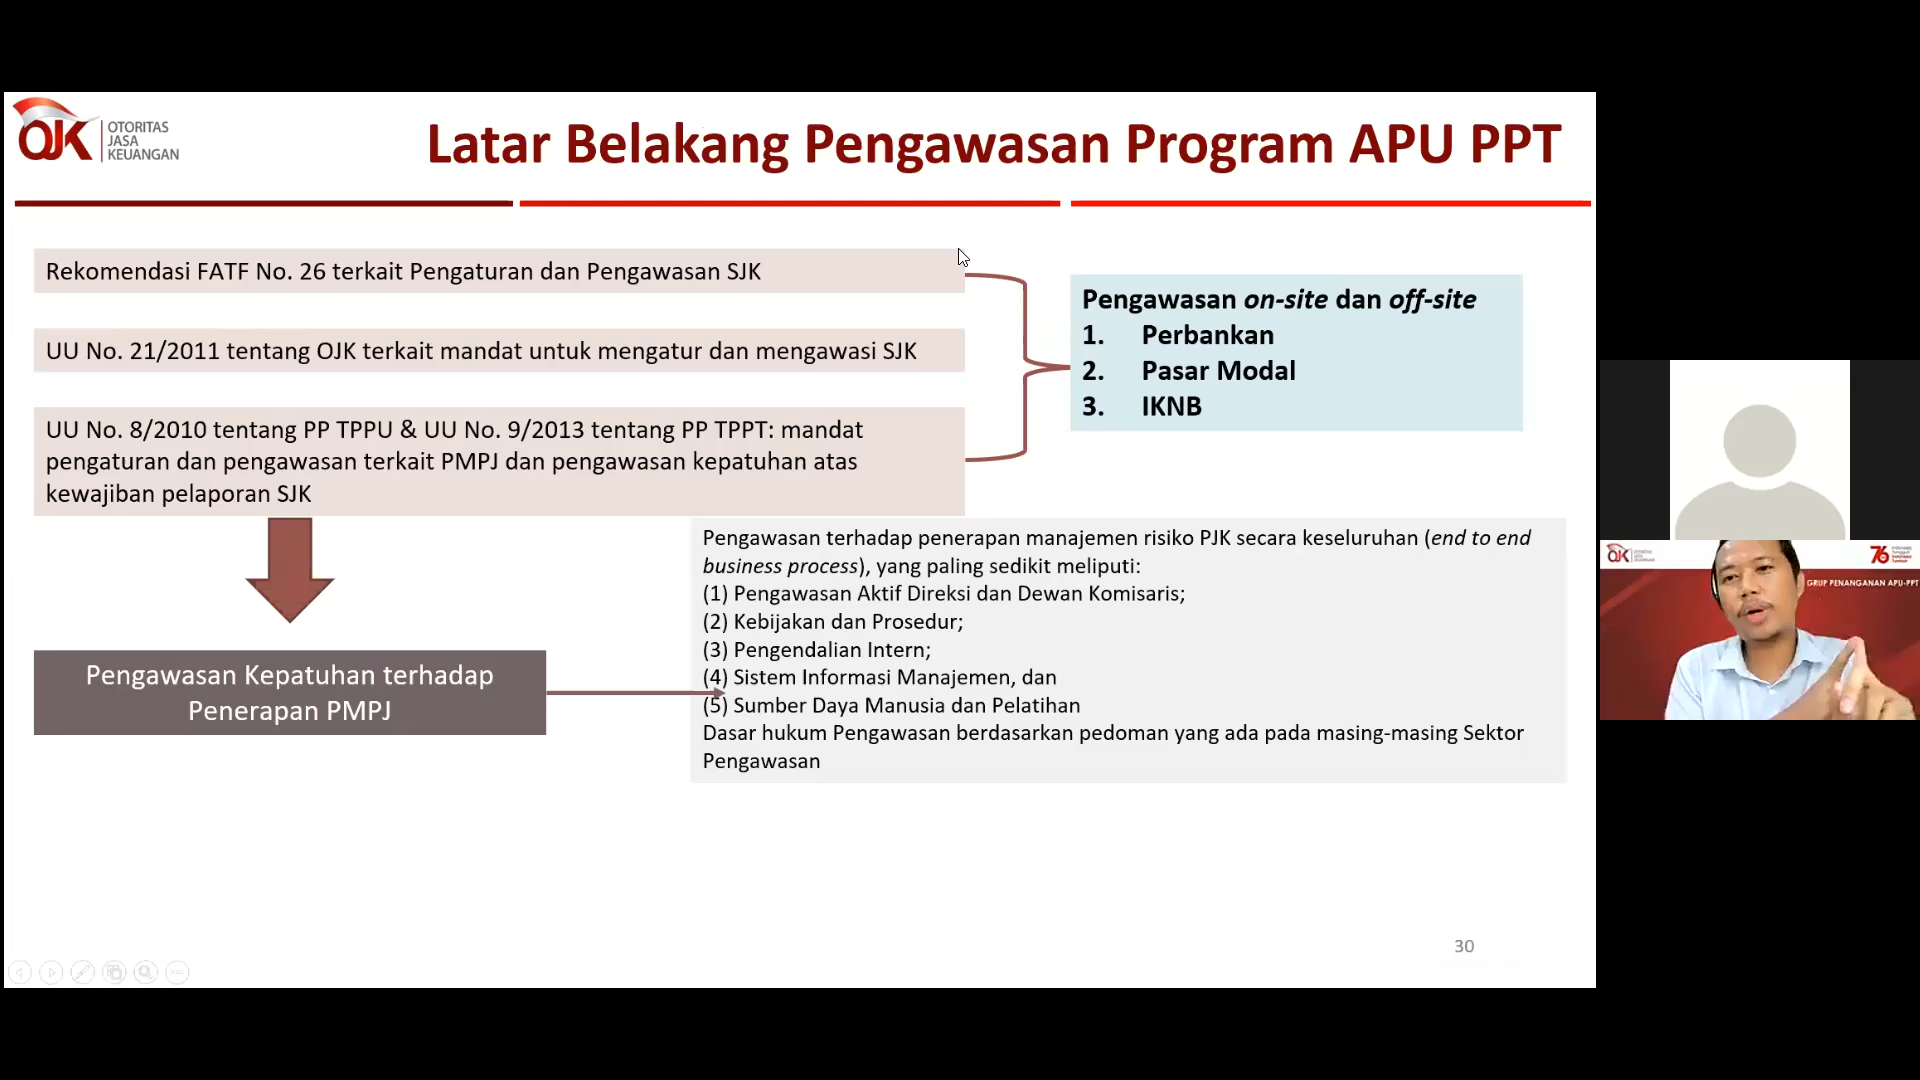 OJK
OTORITAS
JASA
KEUANGAN
Latar Belakang Pengawasan Program APU PPT
Rekomendasi FATF No. 26 terkait Pengaturan dan Pengawasan SJK
UU No. 21/2011 tentang OJK terkait mandat untuk mengatur dan mengawasi SJK
UU No. 8/2010 tentang PP TPPU & UU No. 9/2013 tentang PP TPPT: mandat
pengaturan dan pengawasan terkait PMPJ dan pengawasan kepatuhan atas
kewajiban pelaporan SJK
Pengawasan on-site dan off-site
1. Perbankan
2. Pasar Modal
3. IKNB
Pengawasan Kepatuhan terhadap
Penerapan PMPJ
Pengawasan terhadap penerapan manajemen risiko PJK secara keseluruhan (end to end
business process), yang paling sedikit meliputi:
(1) Pengawasan Aktif Direksi dan Dewan Komisaris;
(2) Kebijakan dan Prosedur;
(3) Pengendalian Intern;
(4) Sistem Informasi Manajemen, dan
(5) Sumber Daya Manusia dan Pelatihan
Dasar hukum Pengawasan berdasarkan pedoman yang ada pada masing-masing Sektor
Pengawasan
30
OJK
76
GRUP PENANGANAN APU-PPT